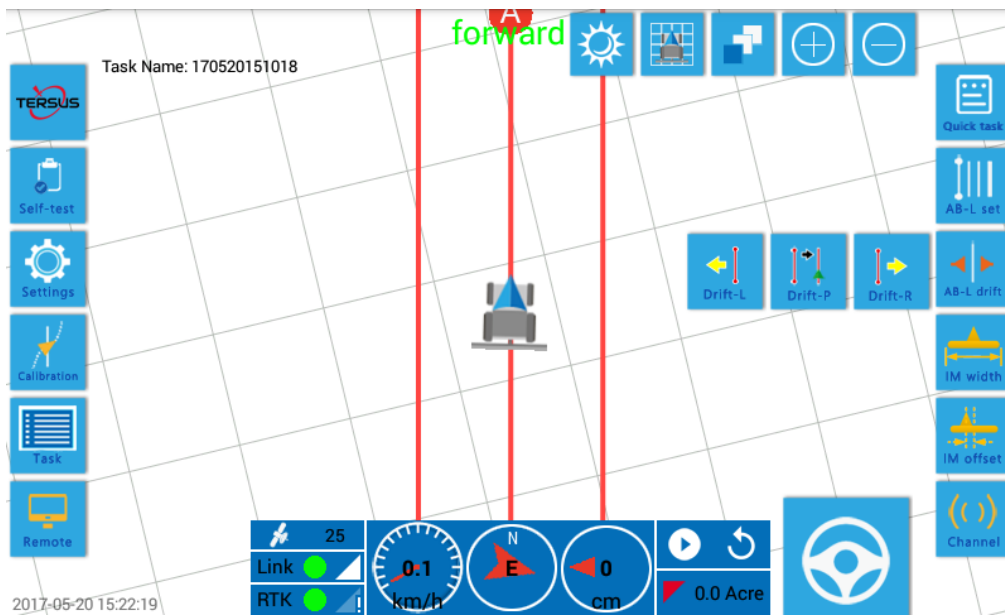 A
forward
Task Name: 170520151018
TERSUS
Quick task
Self-test
AB-L set
Settings
Drift-L
Drift-P
Drift-R
AB-L drift
Calibration
IM width
Task
IM offset
Remote
Channel
25
Link
RTK
!
0.1
km/h
N
E
0
cm
0.0 Acre
2017-05-20 15:22:19